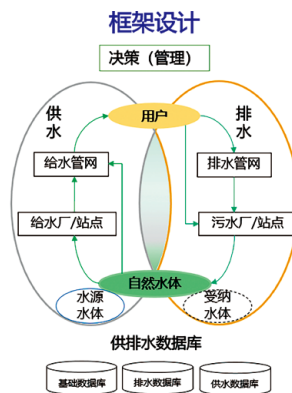 框架设计
决策（管理）
用户
供水
排水
给水管网
排水管网
给水厂/站点
污水厂/站点
自然水体
水源
水体
受纳
水体
供排水数据库
基础数据库
排水数据库
供水数据库